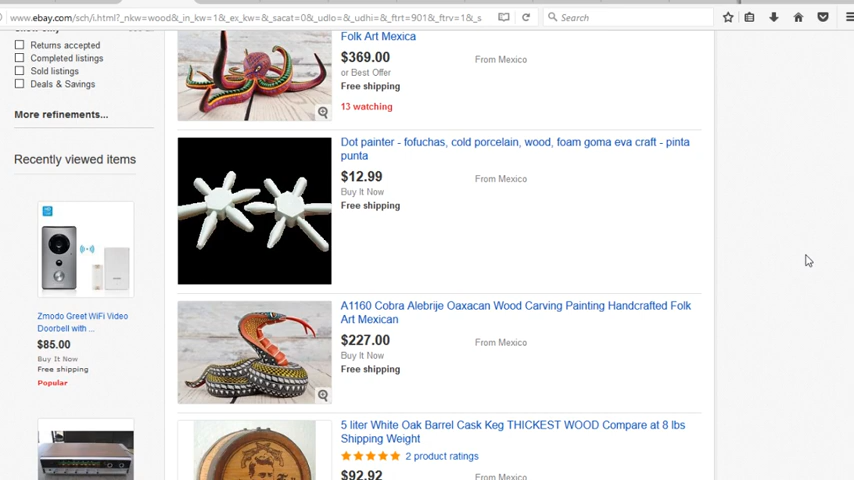 www.ebay.com/sch/i.html?_nkw=wood&_in_kw=1&_ex_kw=&_sacat=0&_udlo=&_udhi=&_ftrt=901&_ftrv=1&_s
Search
Returns accepted
Completed listings
Sold listings
Deals & Savings
More refinements...
Recently viewed items
Zmodo Greet WiFi Video
Doorbell with ...
$85.00
Buy It Now
Free shipping
Popular
Folk Art Mexica
$369.00
From Mexico
or Best Offer
Free shipping
13 watching
Dot painter - fofuchas, cold porcelain, wood, foam goma eva craft - pinta
punta
$12.99
From Mexico
Buy It Now
Free shipping
A1160 Cobra Alebrije Oaxacan Wood Carving Painting Handcrafted Folk
Art Mexican
$227.00
From Mexico
Buy It Now
Free shipping
5 liter White Oak Barrel Cask Keg THICKEST WOOD Compare at 8 lbs
Shipping Weight
2 product ratings
$92.92
From Mexico